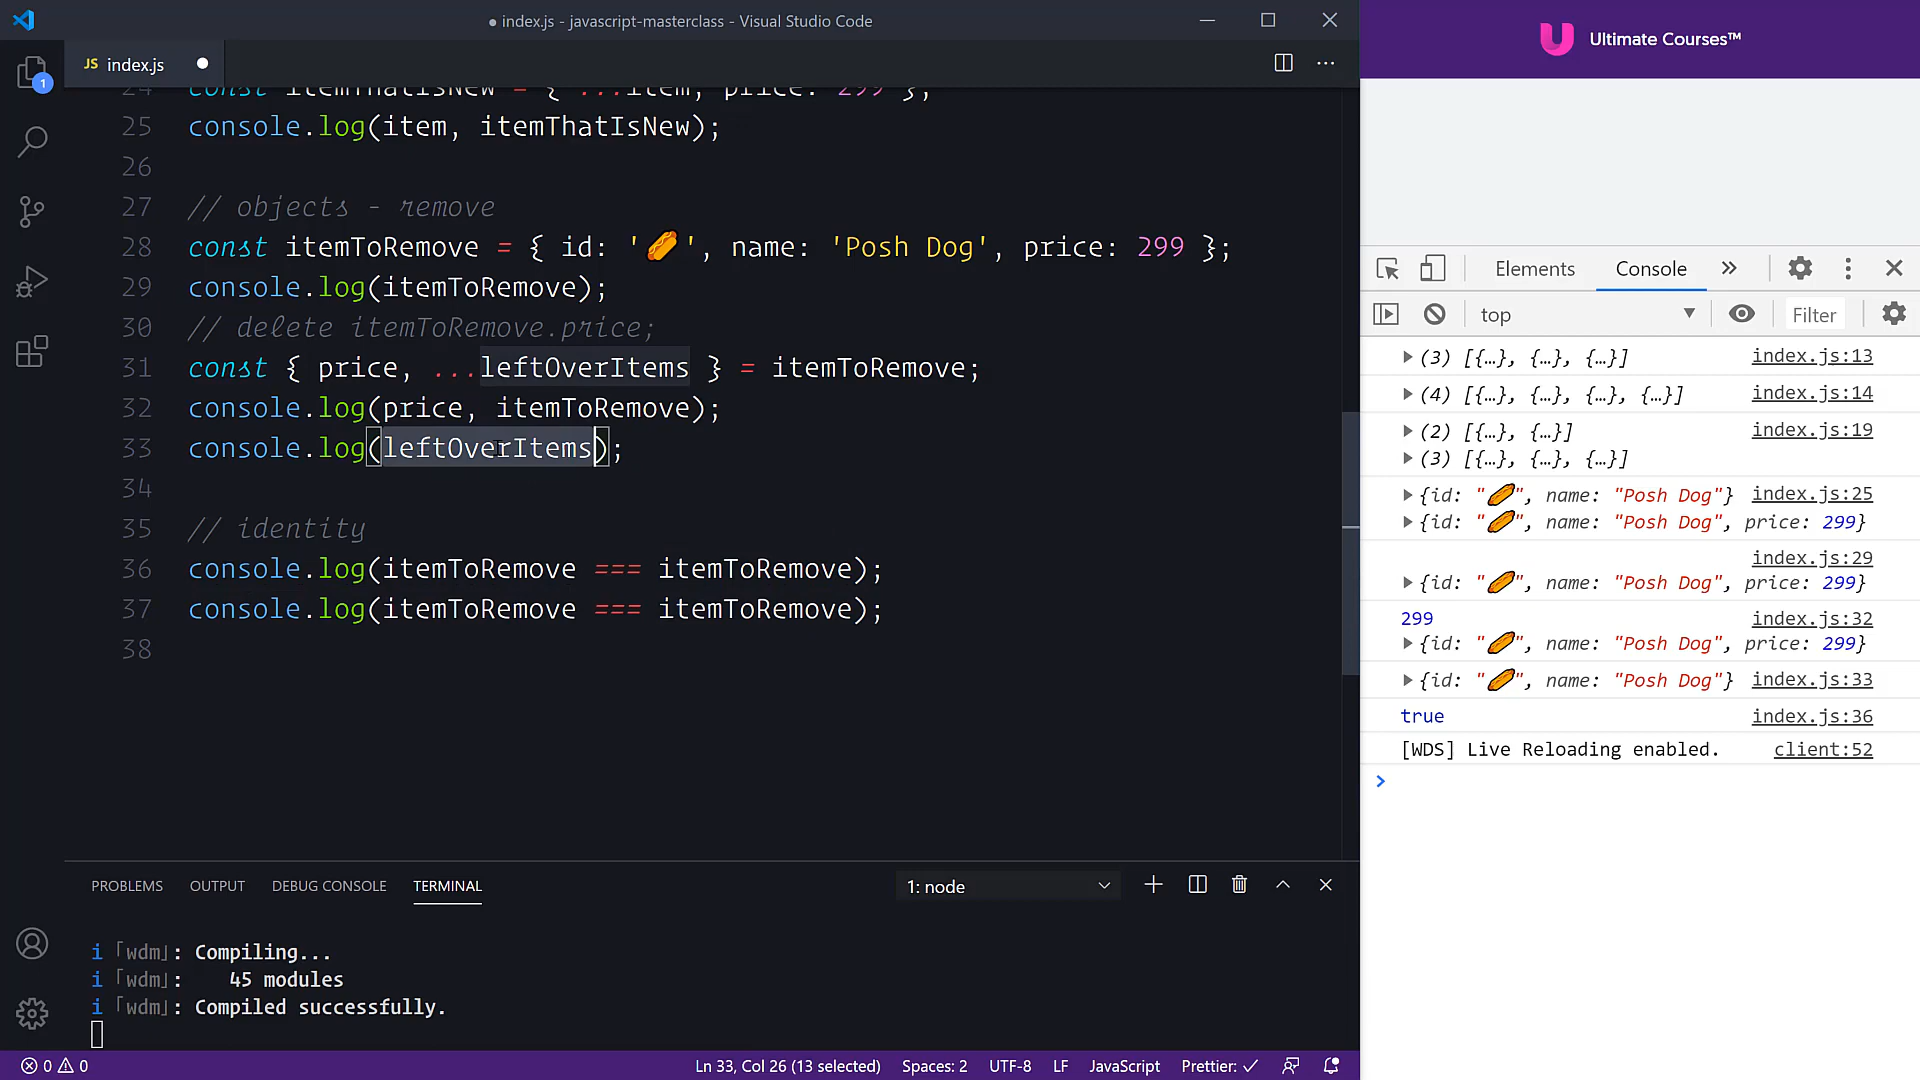 index.js - javascript-masterclass - Visual Studio Code
JS index.js
1
24 const itemThatIsNew = { ...item, price: 299 };
25 console.log(item, itemThatIsNew);
26
27 // objects - remove
28 const itemToRemove = { id: '🌭', name: 'Posh Dog', price: 299 };
29 console.log(itemToRemove);
30 // delete itemToRemove.price;
31 const { price, ...leftOverItems } = itemToRemove;
32 console.log(price, itemToRemove);
33 console.log(leftOverItems);
34
35 // identity
36 console.log(itemToRemove === itemToRemove);
37 console.log(itemToRemove === itemToRemove);
38
PROBLEMS OUTPUT DEBUG CONSOLE TERMINAL 1: node
i ｢wdm｣: Compiling...
i ｢wdm｣: 45 modules
i ｢wdm｣: Compiled successfully.
0 0 Ln 33, Col 26 (13 selected) Spaces: 2 UTF-8 LF JavaScript Prettier: ✓
Ultimate Courses™
Elements Console »
top Filter
(3) [{…}, {…}, {…}] index.js:13
(4) [{…}, {…}, {…}, {…}] index.js:14
(2) [{…}, {…}] index.js:19
(3) [{…}, {…}, {…}]
{id: "🌭", name: "Posh Dog"} index.js:25
{id: "🌭", name: "Posh Dog", price: 299}
index.js:29
{id: "🌭", name: "Posh Dog", price: 299}
299 index.js:32
{id: "🌭", name: "Posh Dog", price: 299}
{id: "🌭", name: "Posh Dog"} index.js:33
true index.js:36
[WDS] Live Reloading enabled. client:52